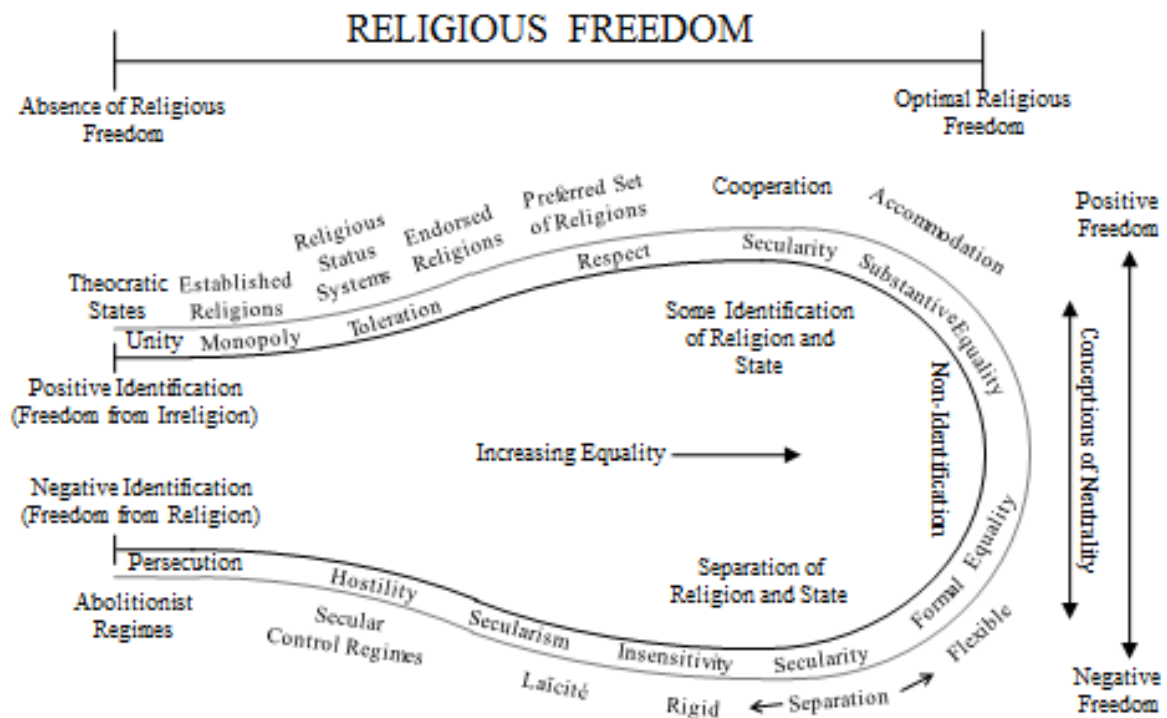 RELIGIOUS FREEDOM
Absence of Religious
Freedom
Optimal Religious
Freedom
Theocratic
States
Established
Religions
Religious
Status
Systems
Endorsed
Religions
Preferred Set
of Religions
Cooperation
Accommodation
Positive
Freedom
Unity
Monopoly
Toleration
Respect
Secularity
Substantive Equality
Positive Identification
(Freedom from Irreligion)
Some Identification
of Religion and
State
Non-Identification
Conceptions of Neutrality
Increasing Equality
Negative Identification
(Freedom from Religion)
Separation of
Religion and State
Persecution
Hostility
Secularism
Insensitivity
Secularity
Formal Equality
Abolitionist
Regimes
Secular
Control Regimes
Laïcité
Rigid
Separation
Flexible
Negative
Freedom